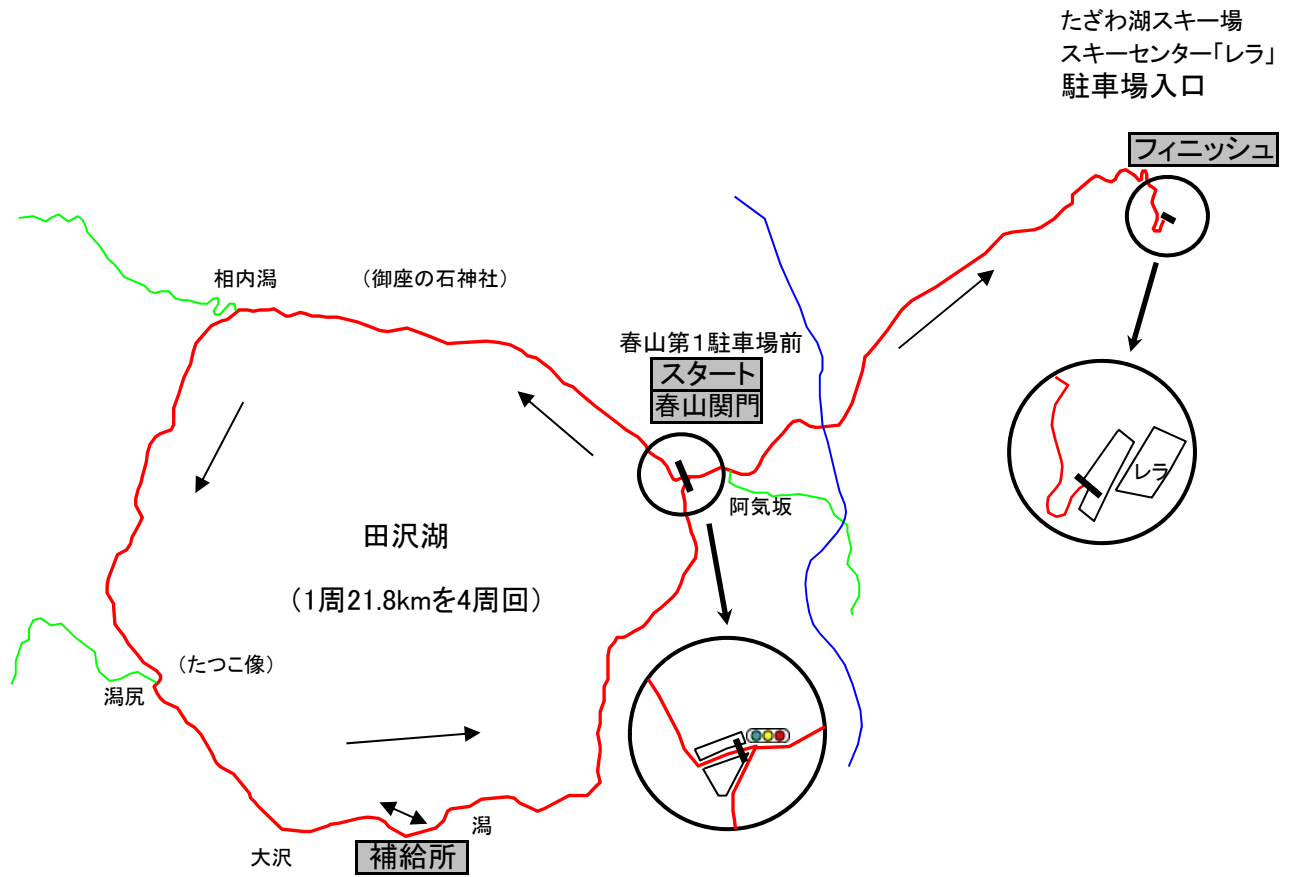 たざわ湖スキー場
スキーセンター「レラ」
駐車場入口
フィニッシュ
相内潟
（御座の石神社）
春山第１駐車場前
スタート
春山関門
レラ
阿気坂
田沢湖
（1周21.8kmを4周回）
（たつこ像）
潟尻
潟
大沢
補給所